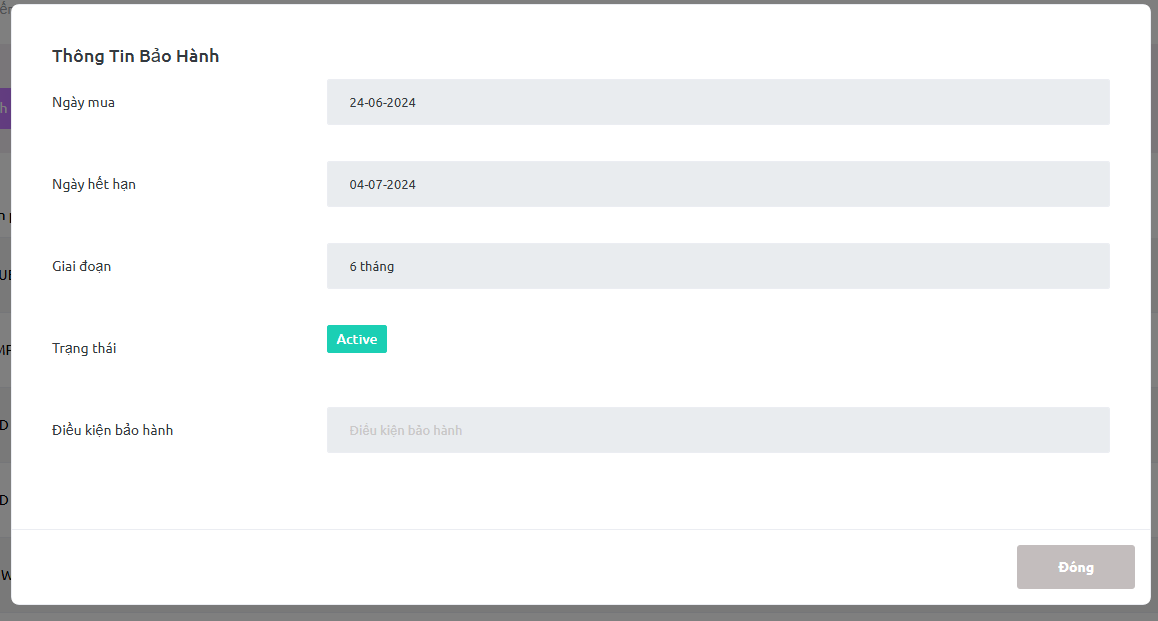 Thông Tin Bảo Hành
Ngày mua
24-06-2024
Ngày hết hạn
04-07-2024
Giai đoạn
6 tháng
Trạng thái
Active
Điều kiện bảo hành
Điều kiện bảo hành
Đóng